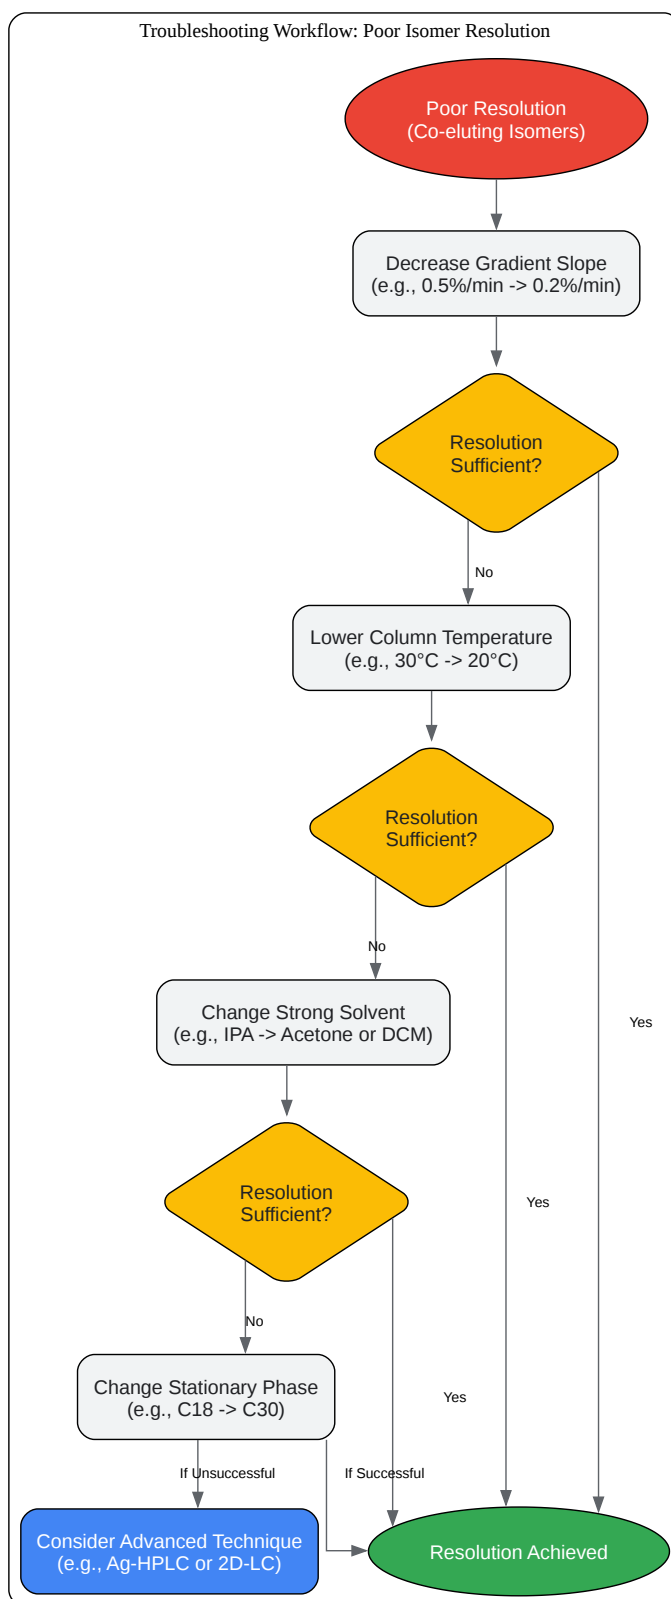 Troubleshooting Workflow: Poor Isomer Resolution
Poor Resolution
(Co-eluting Isomers)
Decrease Gradient Slope
(e.g., 0.5%/min -> 0.2%/min)
Resolution
Sufficient?
No
Lower Column Temperature
(e.g., 30°C -> 20°C)
Resolution
Sufficient?
No
Change Strong Solvent
(e.g., IPA -> Acetone or DCM)
Yes
Resolution
Sufficient?
Yes
No
Change Stationary Phase
(e.g., C18 -> C30)
Yes
If Unsuccessful
If Successful
Consider Advanced Technique
(e.g., Ag-HPLC or 2D-LC)
Resolution Achieved